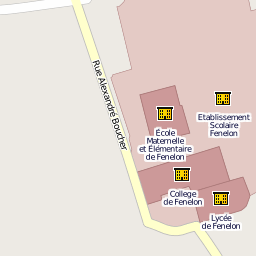 Rue Alexandre Boucher
Etablissement
Scolaire
Fenelon
École
Maternelle
et Élémentaire
de Fenelon
College
de Fenelon
Lycée
de Fenelon